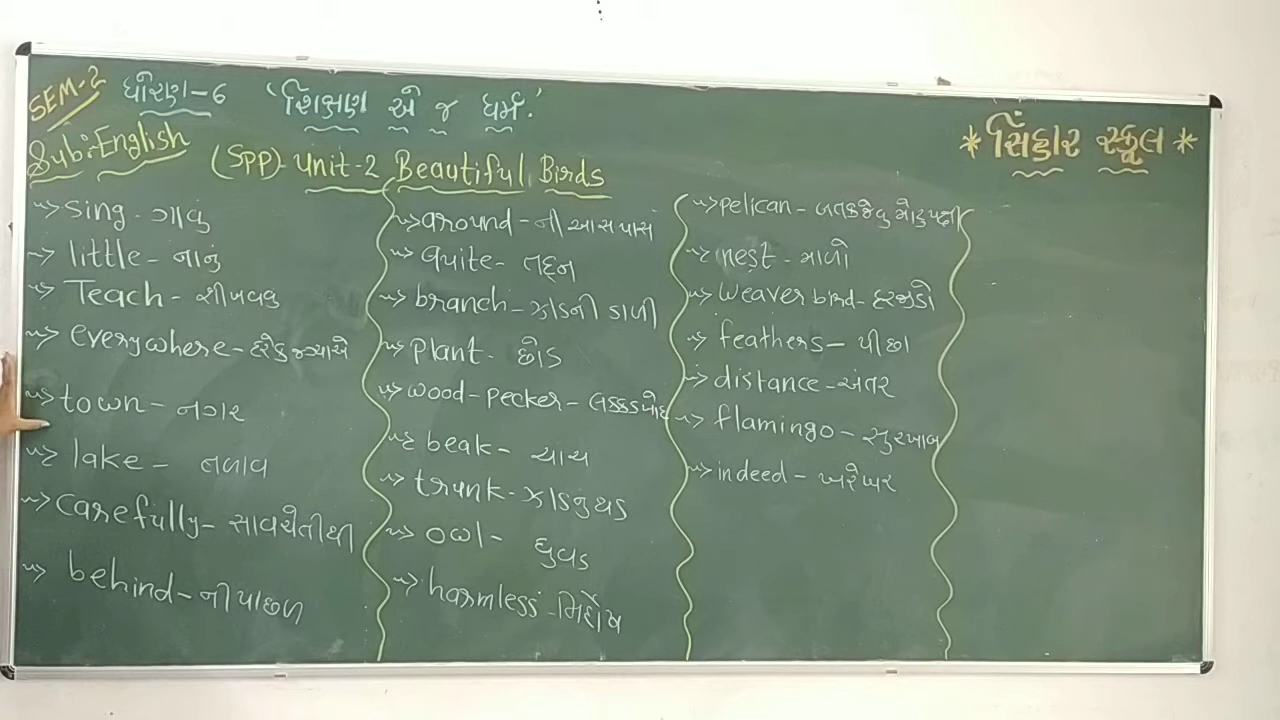 SEM-2 ધોરણ-૬ 'શિક્ષણ એ જ ધર્મ.'
* સિંહાર સ્કૂલ *
Sub:-English (SPP)- Unit-2 Beautiful Birds
sing - ગાવુ
little - નાનું
Teach - શીખવવુ
everywhere - દરેક જગ્યાએ
town - નગર
lake - તળાવ
carefully - સાવચેતીથી
behind - ની પાછળ
around - ની આસપાસ
quite - તદ્દન
branch - ઝાડની ડાળી
plant - છોડ
wood-pecker - લક્કડખોદ
beak - ચાચ
trunk - ઝાડનુ થડ
owl - ઘુવડ
harmless - નિર્દોષ
pelican - બતક જેવુ મોટુ પક્ષી
nest - માળો
weaver bird - દરજીડો
feathers - પીછા
distance - અંતર
flamingo - સુરખાબ
indeed - ખરેખર